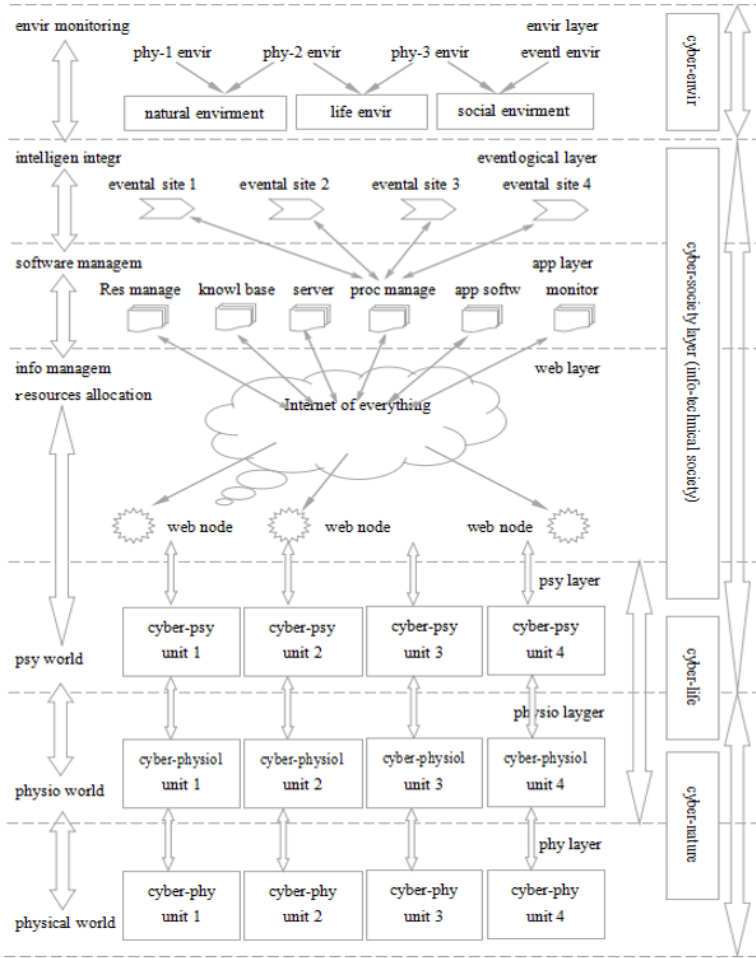 envir monitoring
envir layer
phy-1 envir
phy-2 envir
phy-3 envir
eventl envir
natural envirment
life envir
social envirment
cyber-envir
intelligen integr
eventlogical layer
evental site 1
evental site 2
evental site 3
evental site 4
software managem
app layer
Res manage
knowl base
server
proc manage
app softw
monitor
cyber-society layer (info-technical society)
info managem
web layer
resources allocation
Internet of everything
web node
web node
web node
psy layer
cyber-psy
unit 1
cyber-psy
unit 2
cyber-psy
unit 3
cyber-psy
unit 4
psy world
cyber-life
physio layger
cyber-physiol
unit 1
cyber-physiol
unit 2
cyber-physiol
unit 3
cyber-physiol
unit 4
physio world
cyber-nature
phy layer
cyber-phy
unit 1
cyber-phy
unit 2
cyber-phy
unit 3
cyber-phy
unit 4
physical world